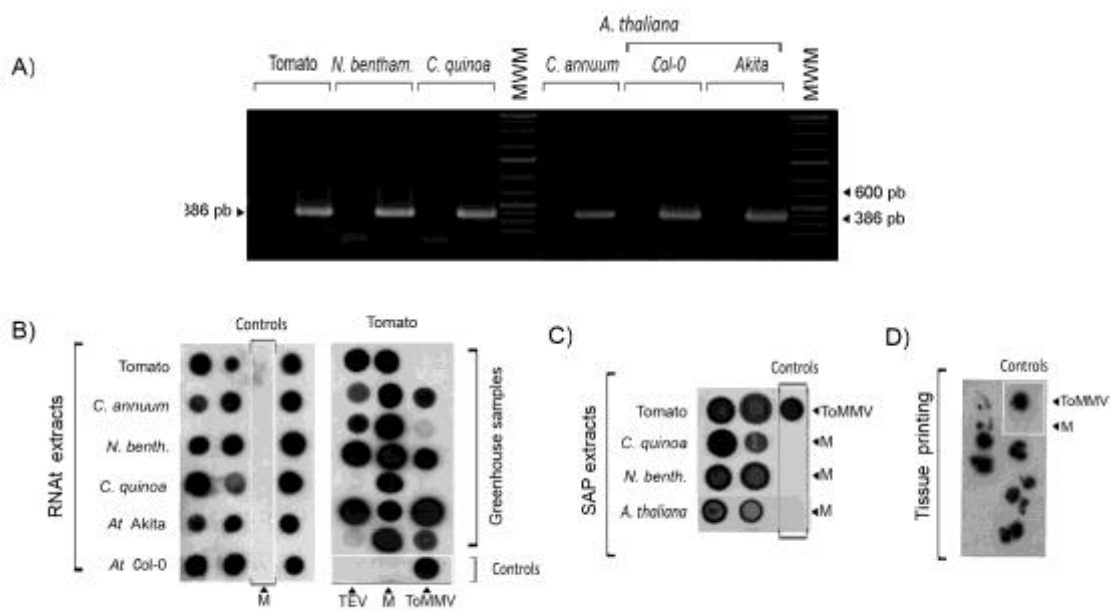 A. thaliana
A)
Tomato N. bentham. C. quinoa MWM C. annuum Col-0 Akita MWM
386 pb
600 pb
386 pb
B)
Controls
Tomato
RNAt extracts
Tomato
C. annuum
N. benth.
C. quinoa
At Akita
At Col-0
M
Greenhouse samples
Controls
TEV M ToMMV
C)
Controls
SAP extracts
Tomato
C. quinoa
N. benth.
A. thaliana
ToMMV
M
M
M
D)
Controls
Tissue printing
ToMMV
M